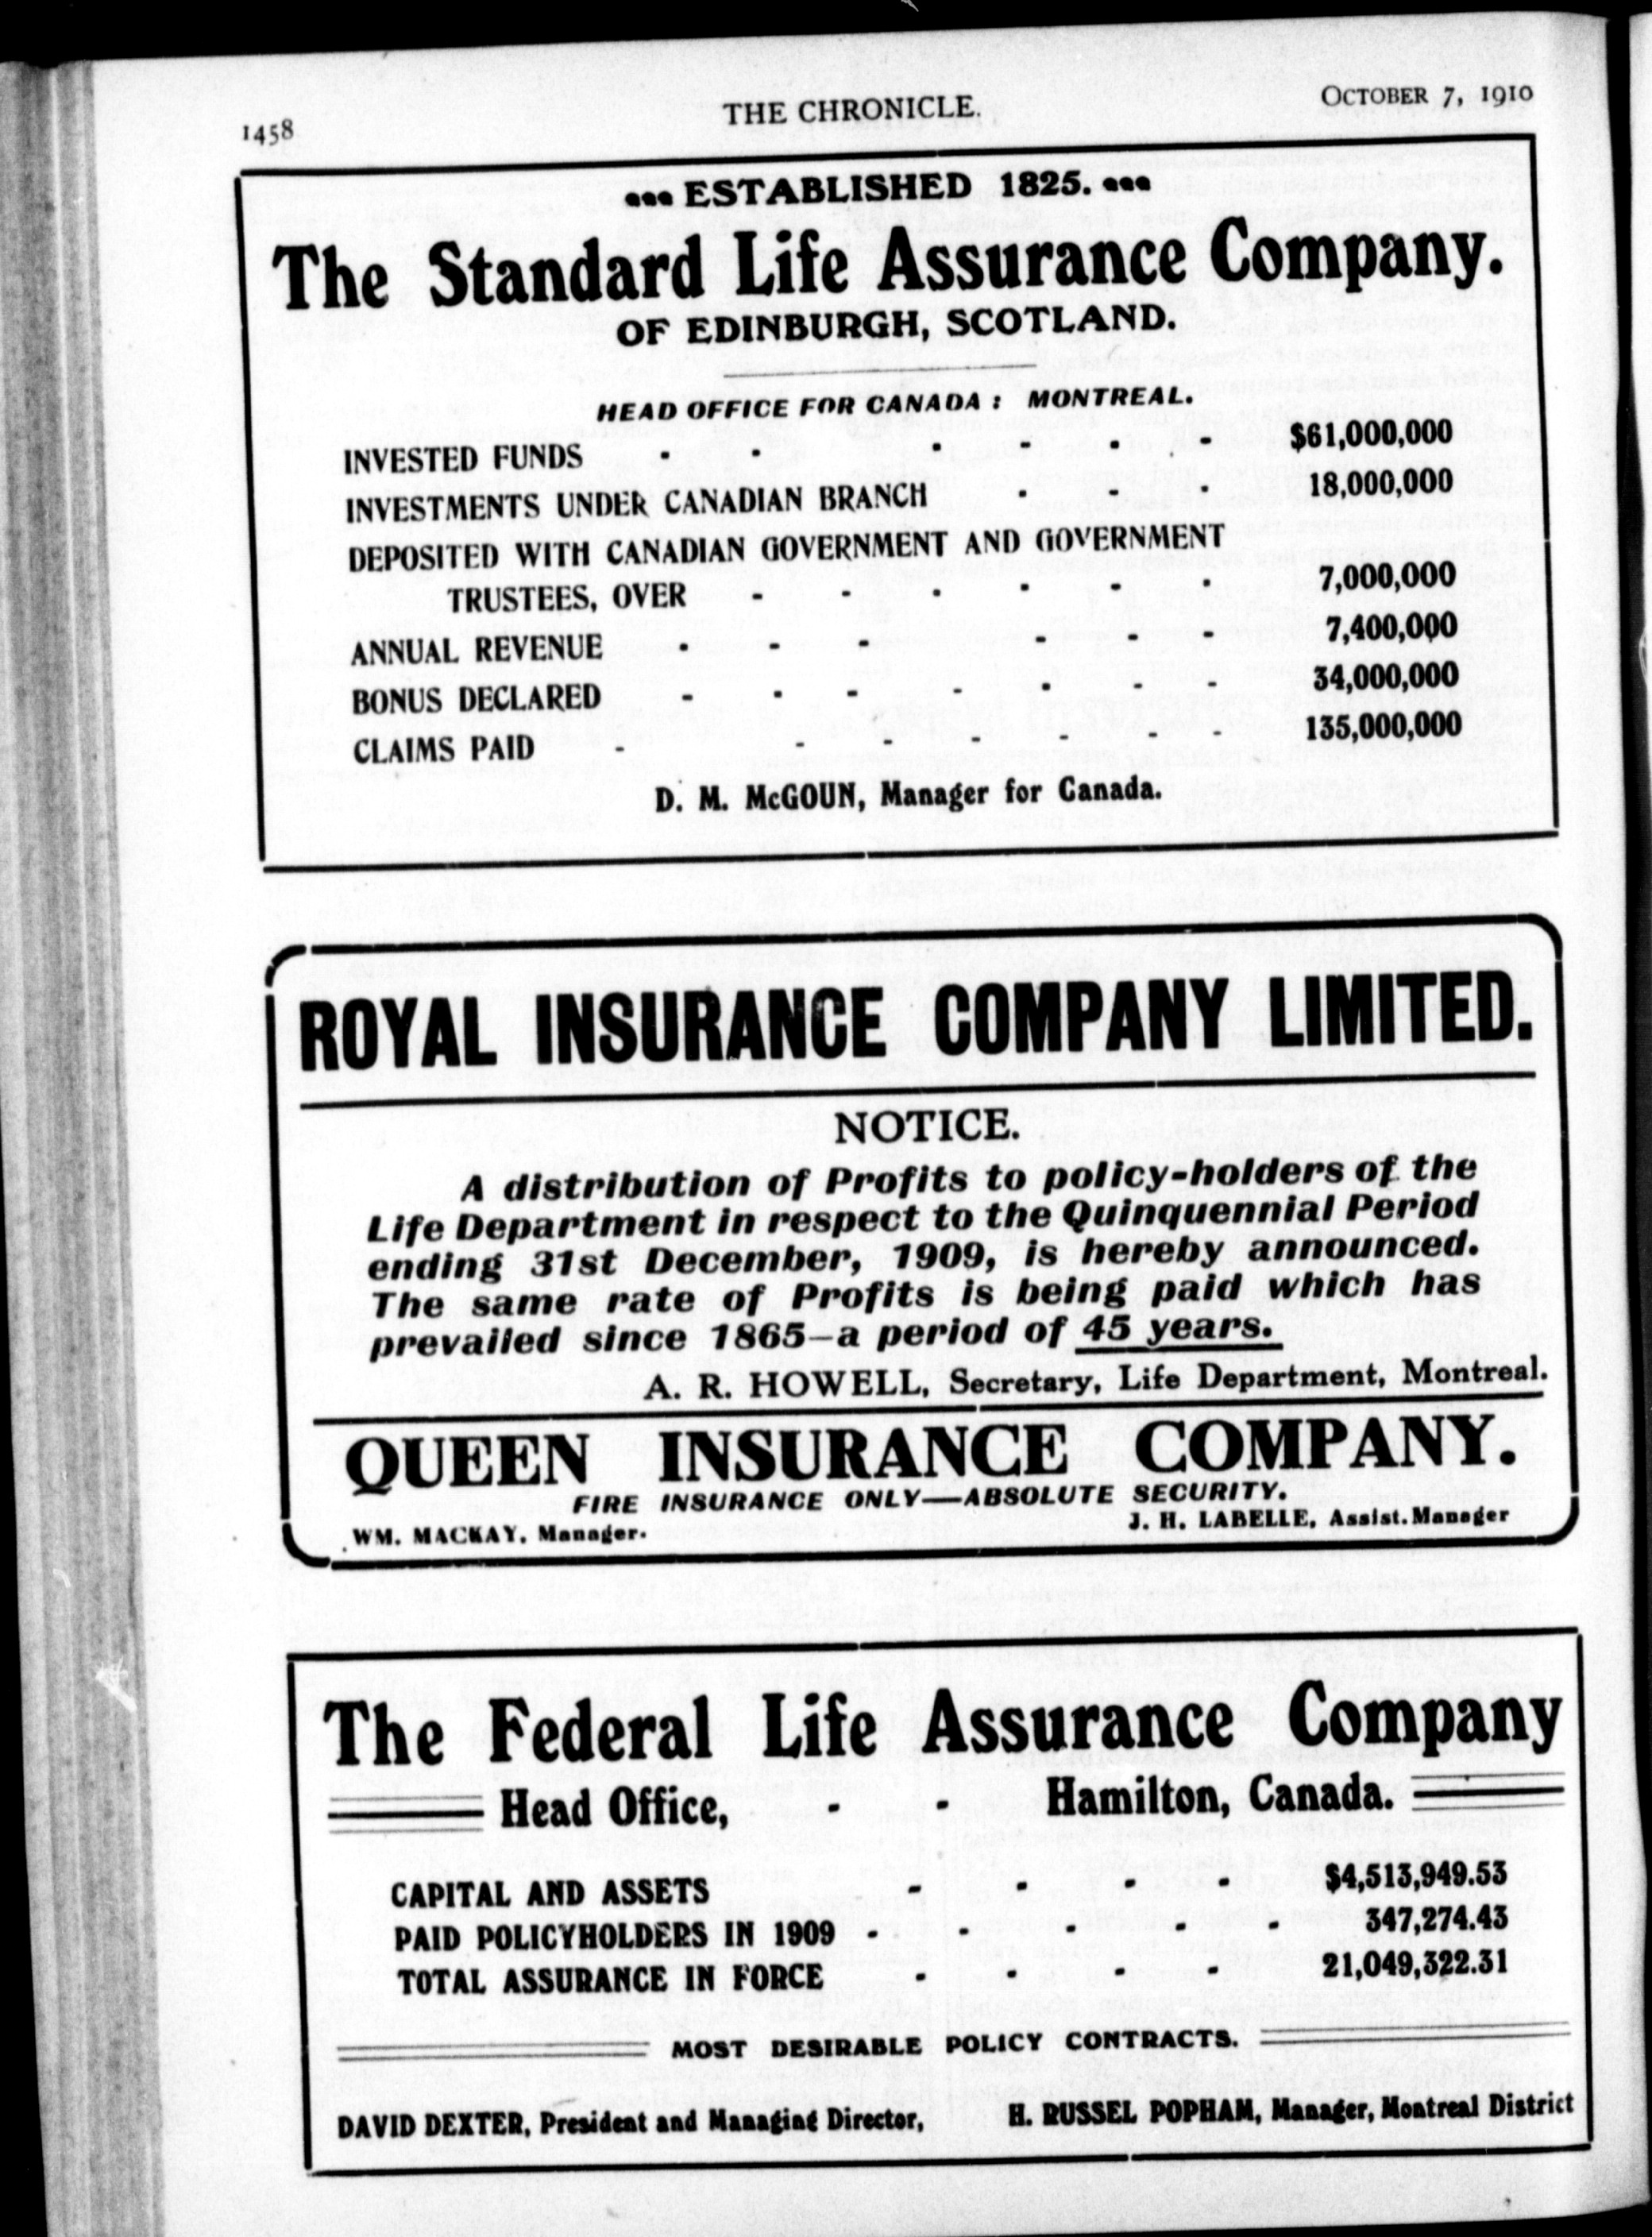 1458
THE CHRONICLE.
OCTOBER 7, 1910
ESTABLISHED 1825.
The Standard Life Assurance Company.
OF EDINBURGH, SCOTLAND.
HEAD OFFICE FOR CANADA : MONTREAL.
INVESTED FUNDS - - - - - - $61,000,000
INVESTMENTS UNDER CANADIAN BRANCH - - - 18,000,000
DEPOSITED WITH CANADIAN GOVERNMENT AND GOVERNMENT
TRUSTEES, OVER - - - - - - 7,000,000
ANNUAL REVENUE - - - - - - 7,400,000
BONUS DECLARED - - - - - - - 34,000,000
CLAIMS PAID - - - - - - - 135,000,000
D. M. McGOUN, Manager for Canada.
ROYAL INSURANCE COMPANY LIMITED.
NOTICE.
A distribution of Profits to policy-holders of the
Life Department in respect to the Quinquennial Period
ending 31st December, 1909, is hereby announced.
The same rate of Profits is being paid which has
prevailed since 1865—a period of 45 years.
A. R. HOWELL, Secretary, Life Department, Montreal.
QUEEN INSURANCE COMPANY.
FIRE INSURANCE ONLY—ABSOLUTE SECURITY.
WM. MACKAY, Manager.
J. H. LABELLE, Assist. Manager
The Federal Life Assurance Company
Head Office, - - Hamilton, Canada.
CAPITAL AND ASSETS - - - - $4,513,949.53
PAID POLICYHOLDERS IN 1909 - - - - - 347,274.43
TOTAL ASSURANCE IN FORCE - - - - 21,049,322.31
MOST DESIRABLE POLICY CONTRACTS.
DAVID DEXTER, President and Managing Director,
H. RUSSEL POPHAM, Manager, Montreal District